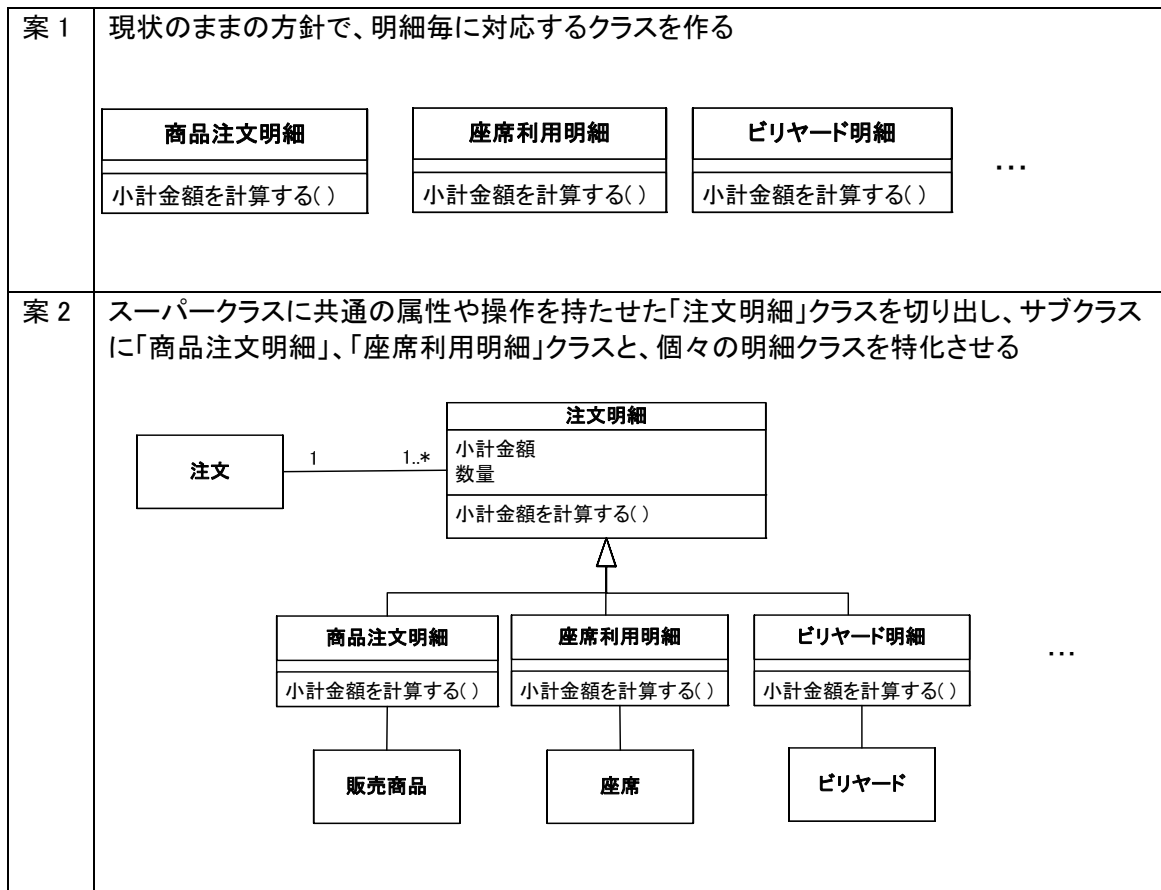 案 1
現状のままの方針で、明細毎に対応するクラスを作る
商品注文明細
座席利用明細
ビリヤード明細
小計金額を計算する( )
小計金額を計算する( )
小計金額を計算する( )
…
案 2
スーパークラスに共通の属性や操作を持たせた「注文明細」クラスを切り出し、サブクラス
に「商品注文明細」、「座席利用明細」クラスと、個々の明細クラスを特化させる
注文明細
小計金額
数量
小計金額を計算する( )
注文
1
1..*
商品注文明細
座席利用明細
ビリヤード明細
小計金額を計算する( )
小計金額を計算する( )
小計金額を計算する( )
…
販売商品
座席
ビリヤード